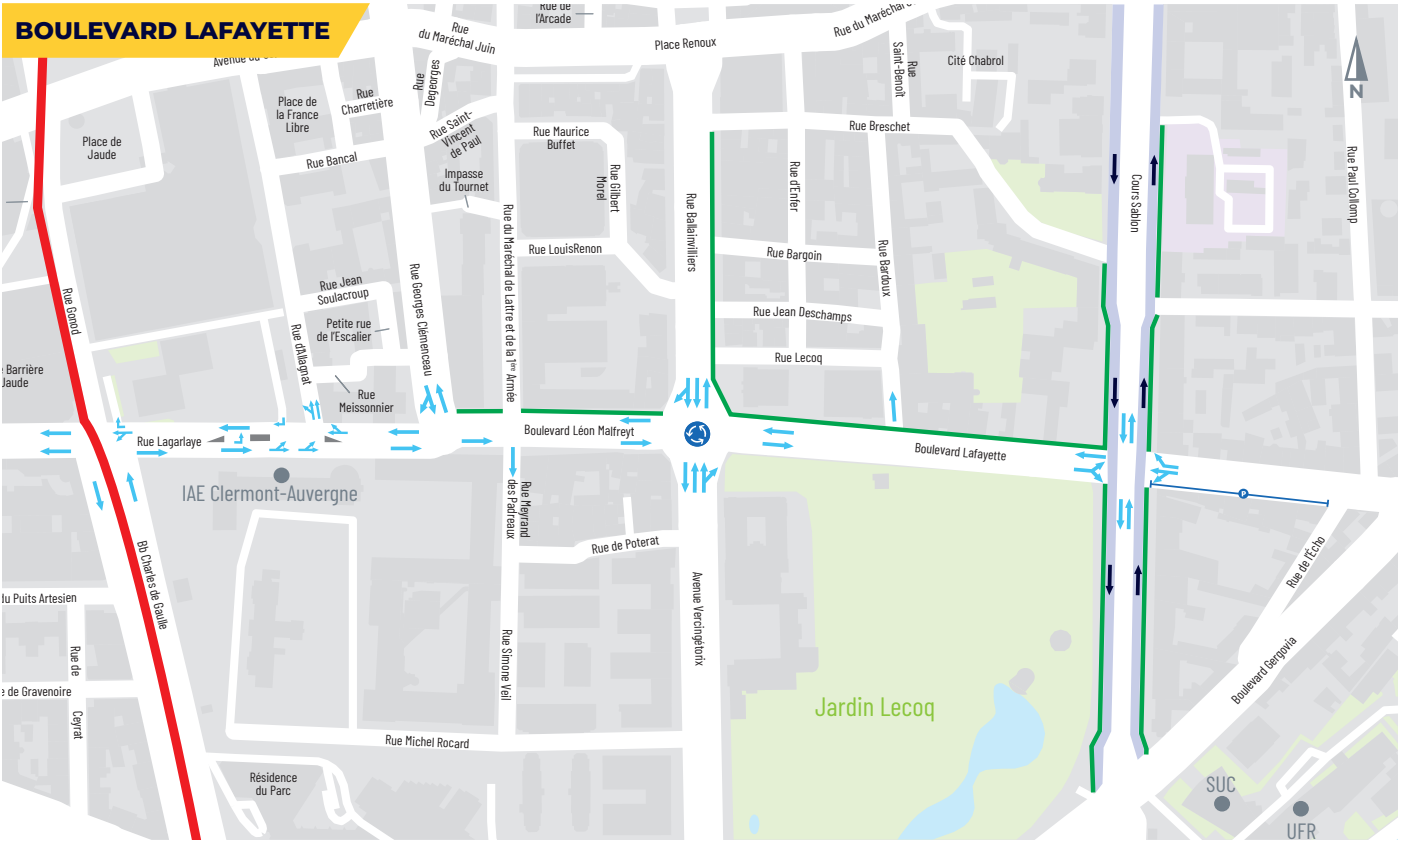 BOULEVARD LAFAYETTE
Rue de
l'Arcade
Rue
du Maréchal Juin
Place Renoux
Rue du Maréchal
Avenue du
Cité Chabrol
Rue
Saint-Benoît
Rue
Degeorges
Rue
Charretière
Place de
la France
Libre
Place de
Jaude
Rue Saint-
Vincent
de Paul
Rue Maurice
Buffet
Rue Breschet
N
Rue Bancal
Impasse
du Tournet
Rue Gilbert
Morel
Rue d'Enfer
Rue Paul Collomp
Cours Sablon
Rue Ballainvilliers
Rue du Maréchal de Lattre et de la 1ère Armée
Rue LouisRenon
Rue Bargoin
Rue Bardoux
Rue Gonod
Rue Jean
Soulacroup
Rue Georges Clémenceau
Petite rue
de l'Escalier
Rue d'Allagnat
Rue Jean Deschamps
Rue Lecoq
Barrière
Jaude
Rue
Meissonnier
Rue Lagarlaye
Boulevard Léon Malfreyt
Boulevard Lafayette
IAE Clermont-Auvergne
P
Rue Meyrand
des Padreaux
Rue de Poterat
Rue de l'Écho
Bb Charles de Gaulle
du Puits Artesien
Avenue Vercingétorix
Rue Simone Veil
Rue de
Ceyrat
e de Gravenoire
Boulevard Gergovia
Jardin Lecoq
Rue Michel Rocard
Résidence
du Parc
SUC
UFR